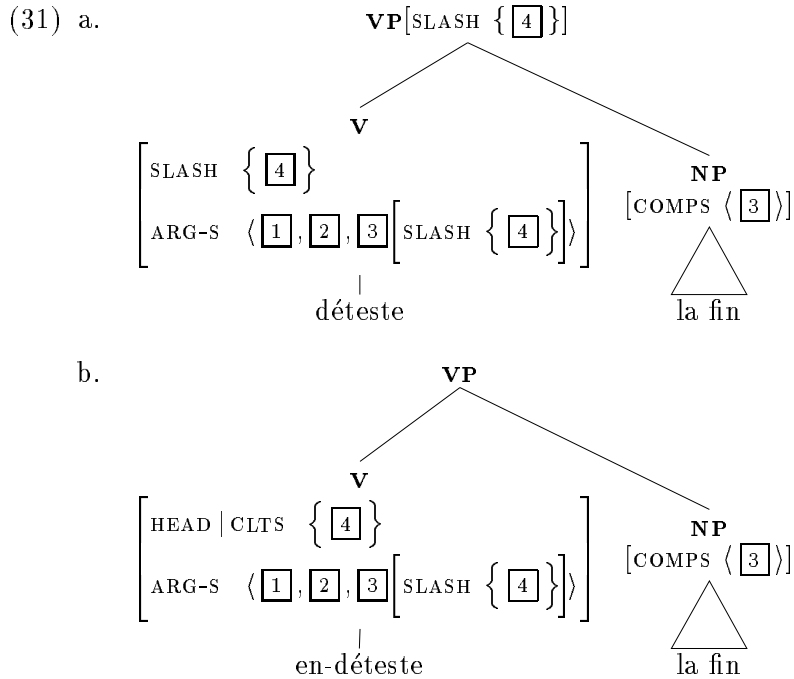 (31) a. VP[SLASH { 4 }]
V
[SLASH { 4 }
ARG-S ⟨ 1 , 2 , 3 [SLASH { 4 }]⟩]
NP
[COMPS ⟨ 3 ⟩]
déteste
la fin
b. VP
V
[HEAD | CLTS { 4 }
ARG-S ⟨ 1 , 2 , 3 [SLASH { 4 }]⟩]
NP
[COMPS ⟨ 3 ⟩]
en-déteste
la fin